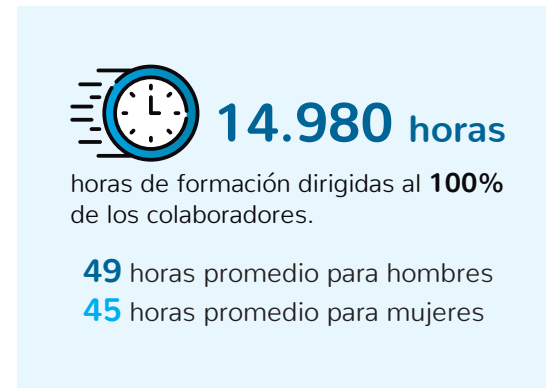 14.980 horas
horas de formación dirigidas al 100%
de los colaboradores.
49 horas promedio para hombres
45 horas promedio para mujeres